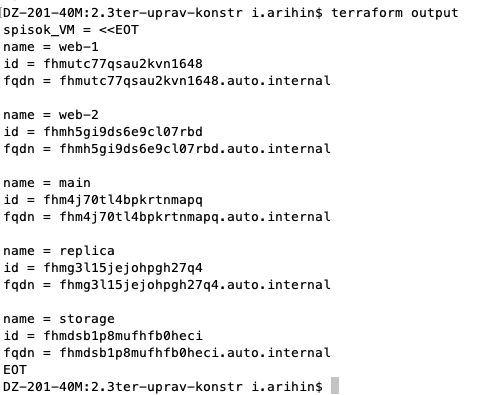 DZ-201-40M:2.3ter-uprav-konstr i.arihin$ terraform output
spisok_VM = <<EOT
name = web-1
id = fhmutc77qsau2kvn1648
fqdn = fhmutc77qsau2kvn1648.auto.internal
name = web-2
id = fhmh5gi9ds6e9cl07rbd
fqdn = fhmh5gi9ds6e9cl07rbd.auto.internal
name = main
id = fhm4j70tl4bpkrtnmapq
fqdn = fhm4j70tl4bpkrtnmapq.auto.internal
name = replica
id = fhmg3l15jejohpgh27q4
fqdn = fhmg3l15jejohpgh27q4.auto.internal
name = storage
id = fhmdsb1p8mufhfb0heci
fqdn = fhmdsb1p8mufhfb0heci.auto.internal
EOT
DZ-201-40M:2.3ter-uprav-konstr i.arihin$